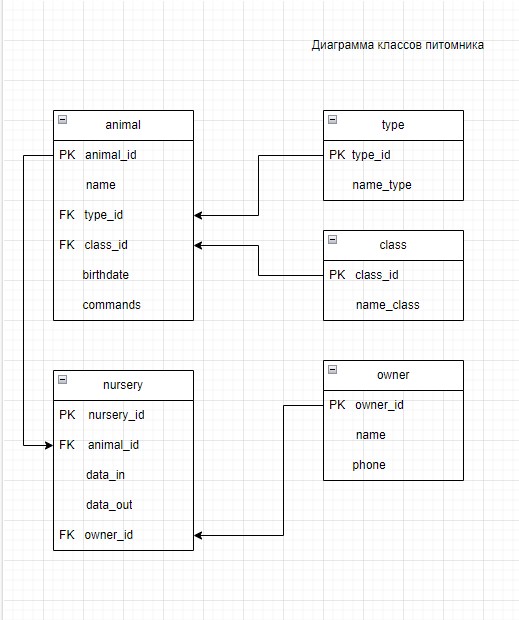 Диаграмма классов питомника
animal
PK animal_id
name
FK type_id
FK class_id
birthdate
commands
type
PK type_id
name_type
class
PK class_id
name_class
nursery
PK nursery_id
FK animal_id
data_in
data_out
FK owner_id
owner
PK owner_id
name
phone